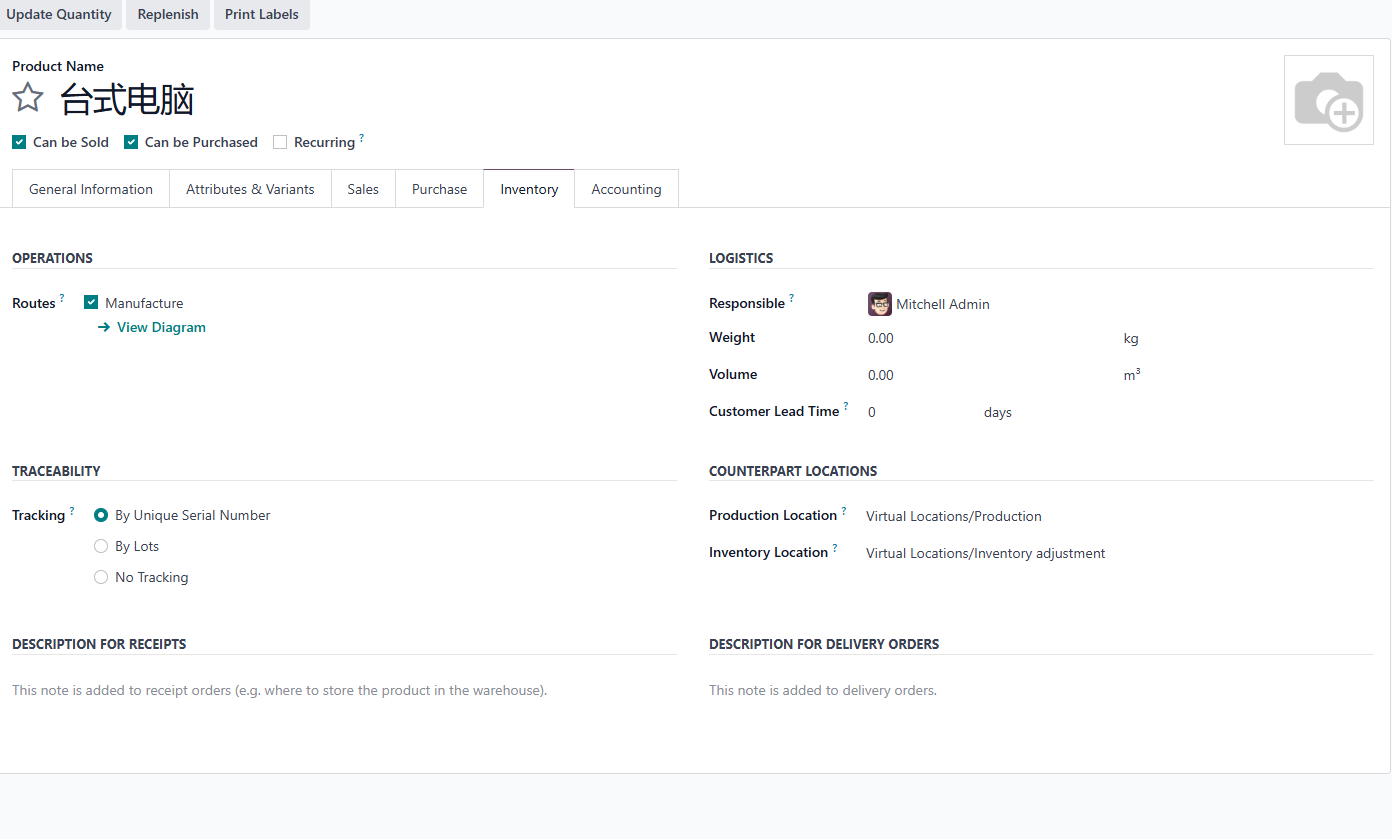 Update Quantity Replenish Print Labels
Product Name
台式电脑
Can be Sold Can be Purchased Recurring ?
General Information Attributes & Variants Sales Purchase Inventory Accounting
OPERATIONS
Routes ? Manufacture
→ View Diagram
LOGISTICS
Responsible ? Mitchell Admin
Weight 0.00 kg
Volume 0.00 m³
Customer Lead Time ? 0 days
TRACEABILITY
Tracking ? By Unique Serial Number
By Lots
No Tracking
COUNTERPART LOCATIONS
Production Location ? Virtual Locations/Production
Inventory Location ? Virtual Locations/Inventory adjustment
DESCRIPTION FOR RECEIPTS
This note is added to receipt orders (e.g. where to store the product in the warehouse).
DESCRIPTION FOR DELIVERY ORDERS
This note is added to delivery orders.